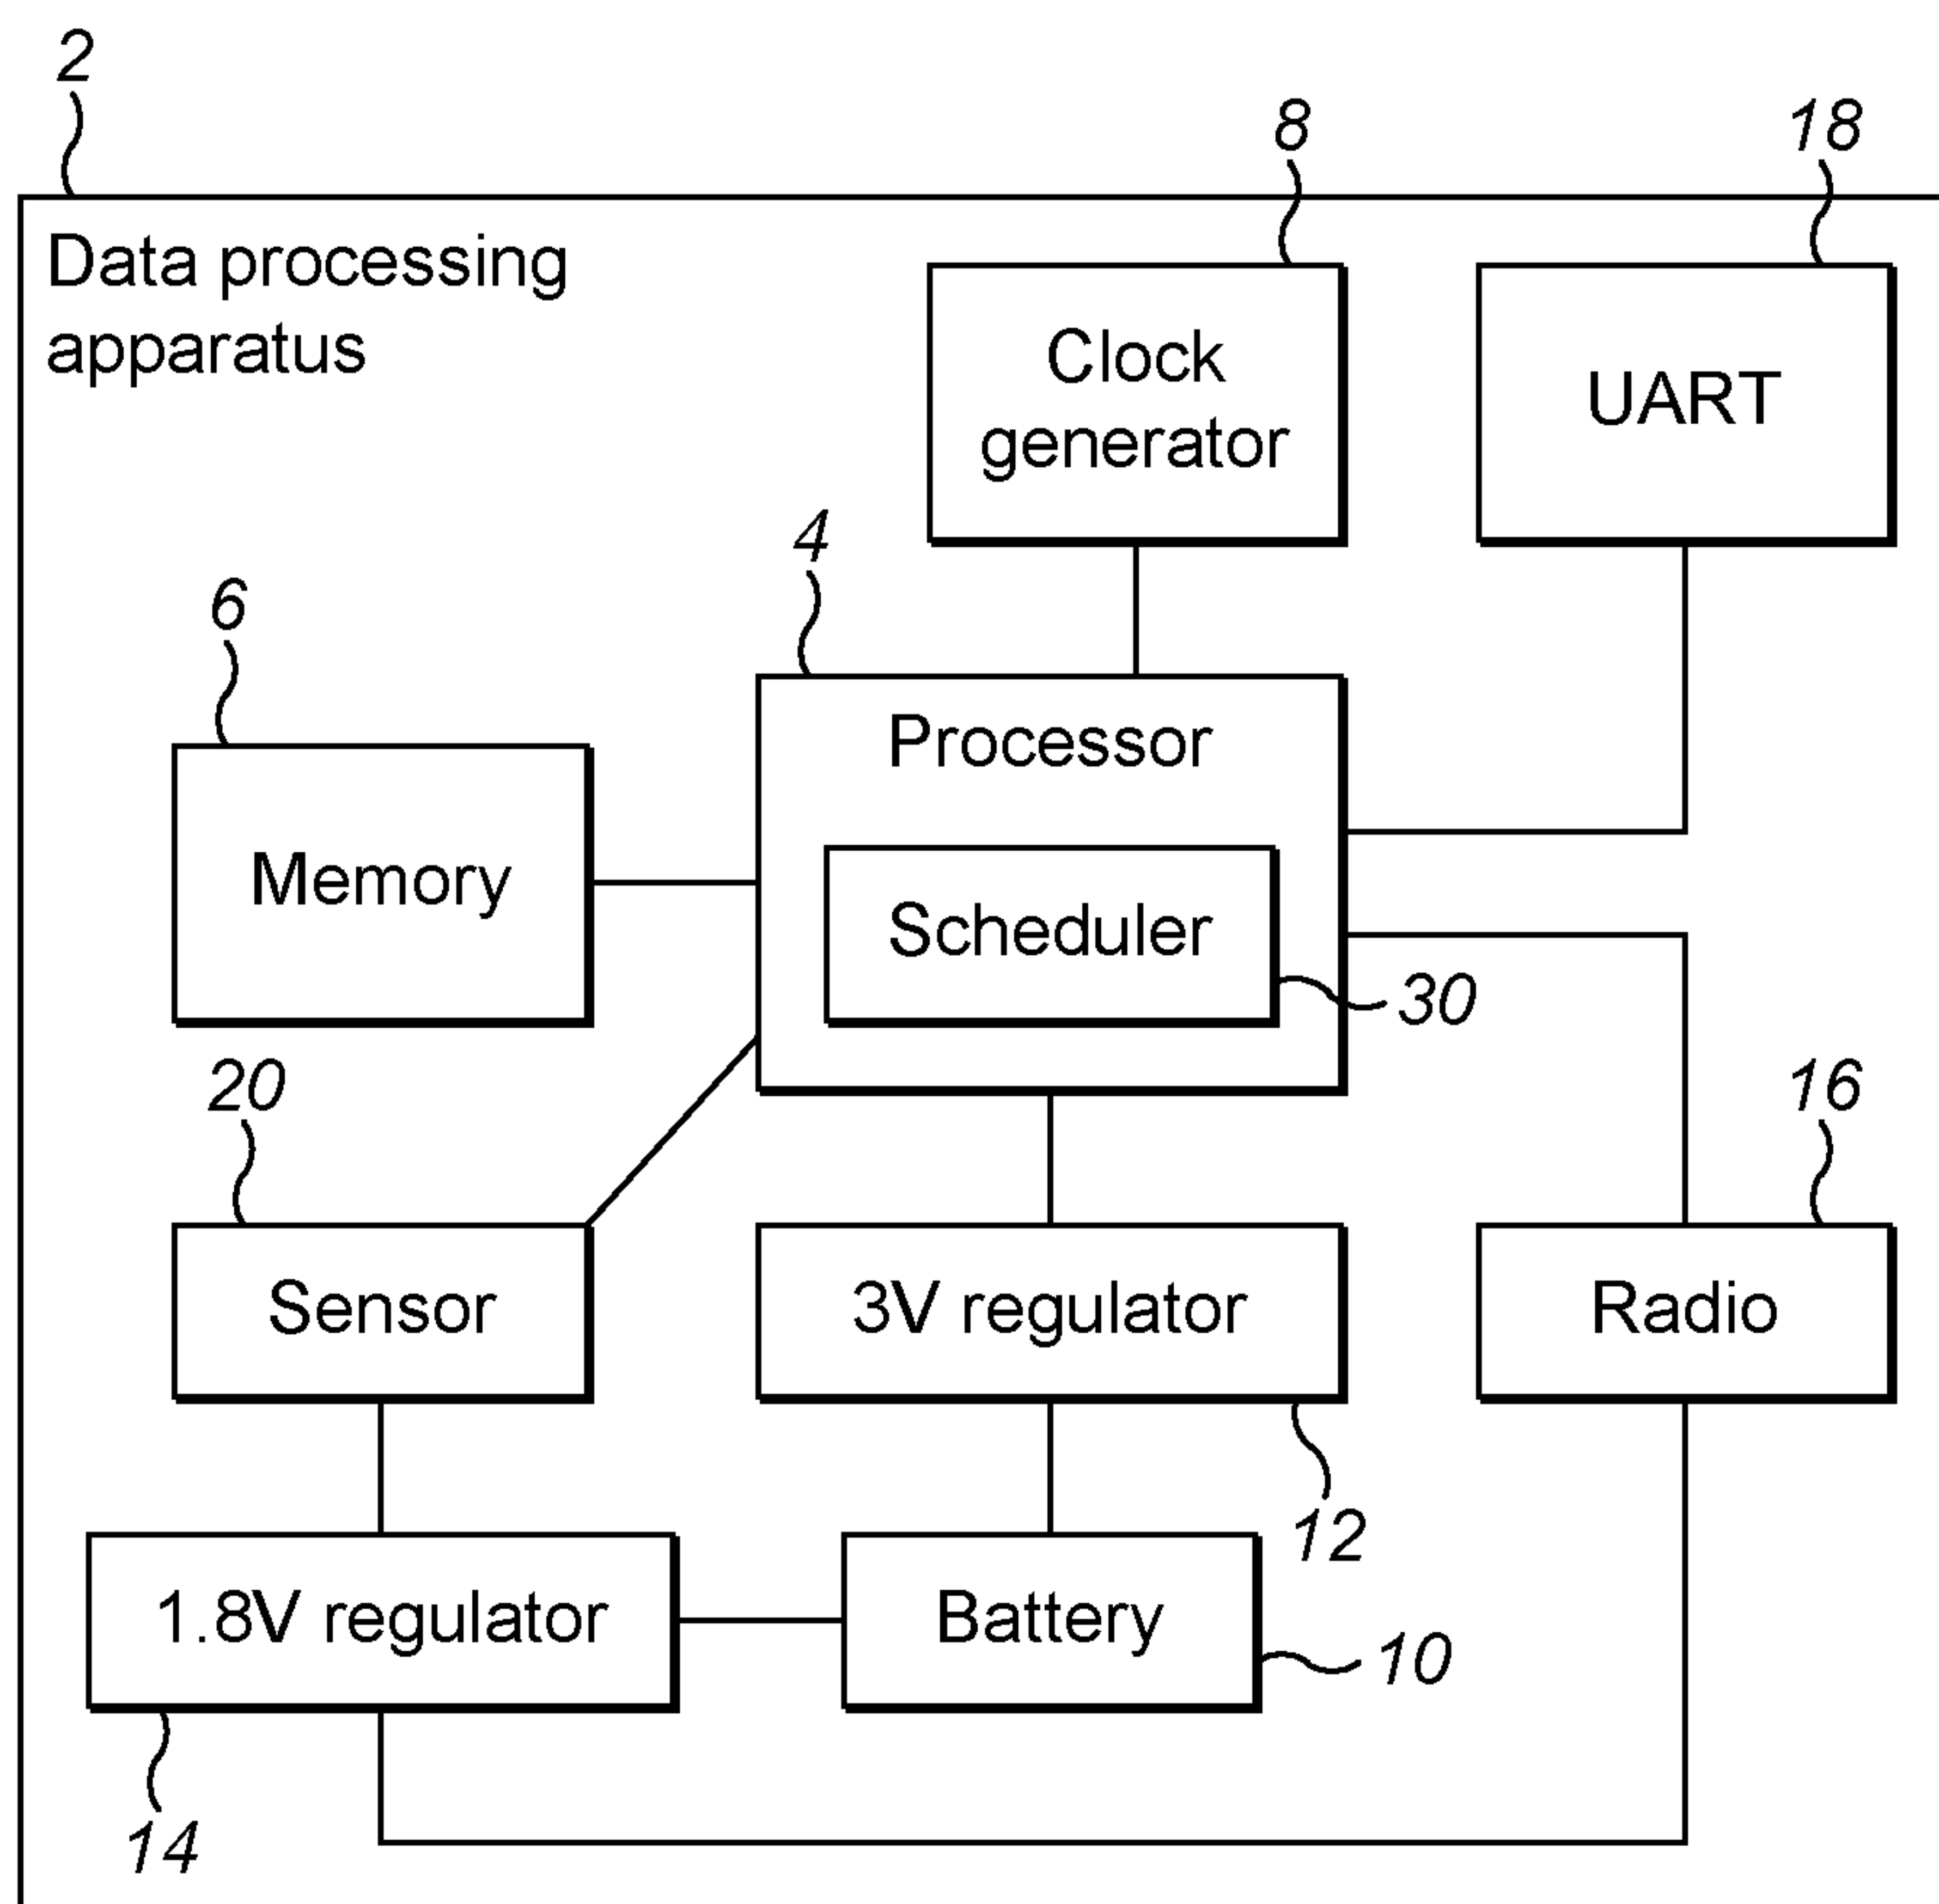 2
8
18
Data processing
apparatus
Clock
generator
UART
4
6
Processor
Memory
Scheduler
30
20
16
Sensor
3V regulator
Radio
12
1.8V regulator
Battery
10
14